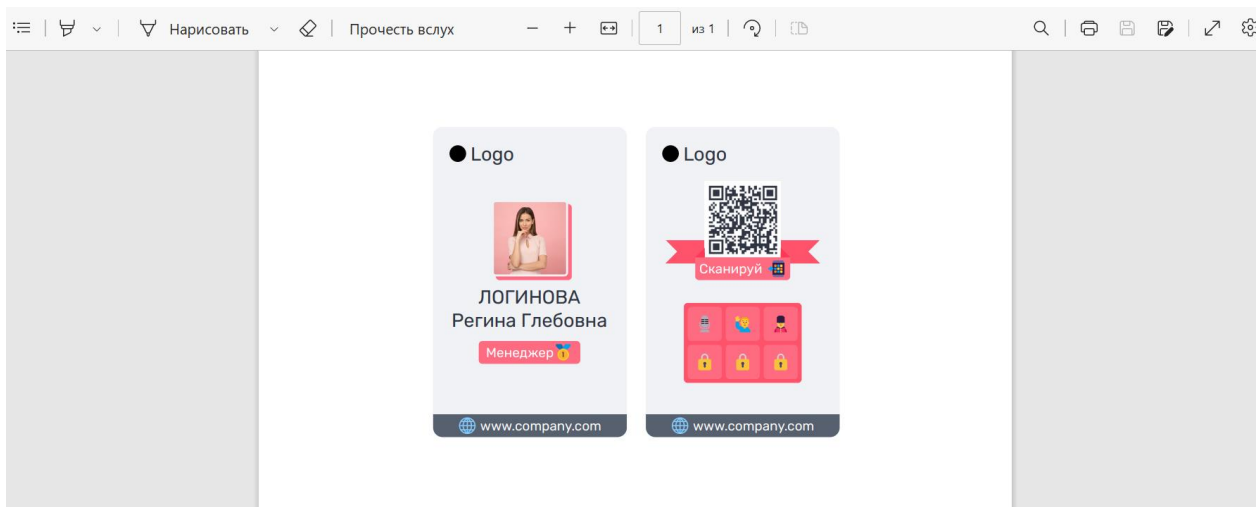 Нарисовать
Прочесть вслух
1
из 1
Logo
ЛОГИНОВА
Регина Глебовна
Менеджер
www.company.com
Logo
Сканируй
www.company.com